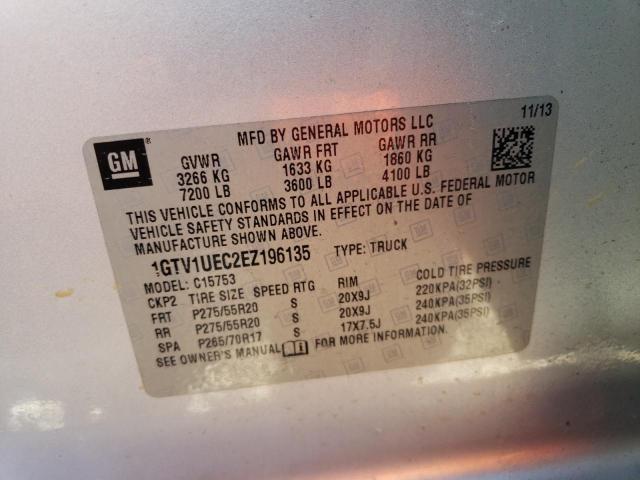 11/13
GM ®
MFD BY GENERAL MOTORS LLC
GVWR GAWR FRT GAWR RR
3266 KG 1633 KG 1860 KG
7200 LB 3600 LB 4100 LB
THIS VEHICLE CONFORMS TO ALL APPLICABLE U.S. FEDERAL MOTOR
VEHICLE SAFETY STANDARDS IN EFFECT ON THE DATE OF
MANUFACTURE SHOWN ABOVE.
1GTV1UEC2EZ196135 TYPE: TRUCK
MODEL: C15753
CKP2 TIRE SIZE SPEED RTG RIM COLD TIRE PRESSURE
FRT P275/55R20 S 20X9J 220KPA(32PSI)
RR P275/55R20 S 20X9J 240KPA(35PSI)
SPA P265/70R17 S 17X7.5J 240KPA(35PSI)
SEE OWNER'S MANUAL FOR MORE INFORMATION.